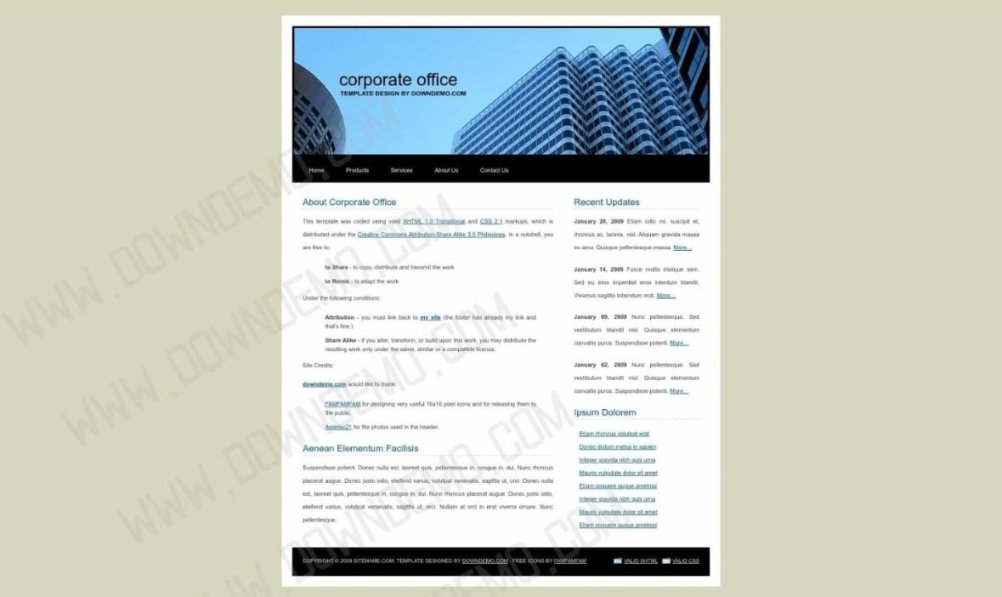 corporate office
TEMPLATE DESIGN BY DOWNDEMO.COM
Home Products Services About Us Contact Us
About Corporate Office
This template was coded using valid XHTML 1.0 Transitional and CSS 2.1 markups, which is
distributed under the Creative Commons Attribution-Share Alike 3.0 Philippines. In a nutshell, you
are free to:
to Share - to copy, distribute and transmit the work
to Remix - to adapt the work
Under the following conditions:
Attribution - you must link back to my site (the footer has already my link and
that's fine.)
Share Alike - if you alter, transform, or build upon this work, you may distribute the
resulting work only under the same, similar or a compatible license.
Site Credits:
downdemo.com would like to thank:
FAMFAMFAM for designing very useful 16x16 pixel icons and for releasing them to
the public.
Asterisc21 for the photos used in the header.
Aenean Elementum Facilisis
Suspendisse potenti. Donec nulla est, laoreet quis, pellentesque in, congue in, dui. Nunc rhoncus
placerat augue. Donec justo odio, eleifend varius, volutpat venenatis, sagittis ut, orci. Donec nulla
est, laoreet quis, pellentesque in, congue in, dui. Nunc rhoncus placerat augue. Donec justo odio,
eleifend varius, volutpat venenatis, sagittis ut, orci. Nullam et orci in erat viverra ornare. Nunc
pellentesque.
Recent Updates
January 29, 2009 Etiam odio mi, suscipit et,
rhoncus ac, lacinia, nisl. Aliquam gravida massa
eu arcu. Quisque pellentesque massa. More...
January 14, 2009 Fusce mollis tristique sem.
Sed eu eros imperdiet eros interdum blandit.
Vivamus sagittis bibendum erat. More...
January 09, 2009 Nunc pellentesque. Sed
vestibulum blandit nisl. Quisque elementum
convallis purus. Suspendisse potenti. More...
January 02, 2009 Nunc pellentesque. Sed
vestibulum blandit nisl. Quisque elementum
convallis purus. Suspendisse potenti. More...
Ipsum Dolorem
Etiam rhoncus volutpat erat
Donec dictum metus in sapien
Integer gravida nibh quis urna
Mauris vulputate dolor sit amet
Etiam posuere augue ametnisl
Integer gravida nibh quis urna
Mauris vulputate dolor sit amet
Etiam posuere augue ametnisl
COPYRIGHT © 2009 SITENAME.COM. TEMPLATE DESIGNED BY DOWNDEMO.COM. FREE ICONS BY FAMFAMFAM
VALID XHTML VALID CSS
WWW.DOWNDEMO.COM
WWW.DOWNDEMO.COM
WWW.DOWNDEMO.COM
WWW.DOWNDEMO.COM
WWW.DOWNDEMO.COM